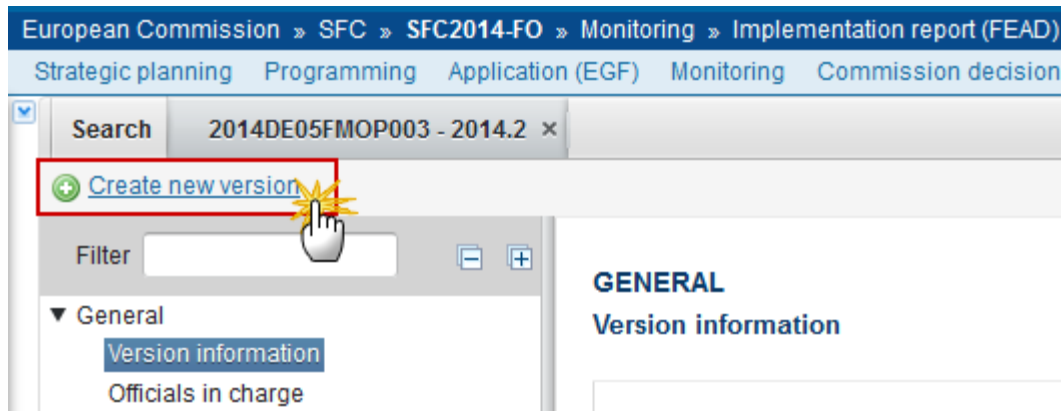 European Commission » SFC » SFC2014-FO » Monitoring » Implementation report (FEAD)
Strategic planning Programming Application (EGF) Monitoring Commission decision
Search 2014DE05FMOP003 - 2014.2 ×
Create new version
Filter
GENERAL
▼ General
Version information
Version information
Officials in charge